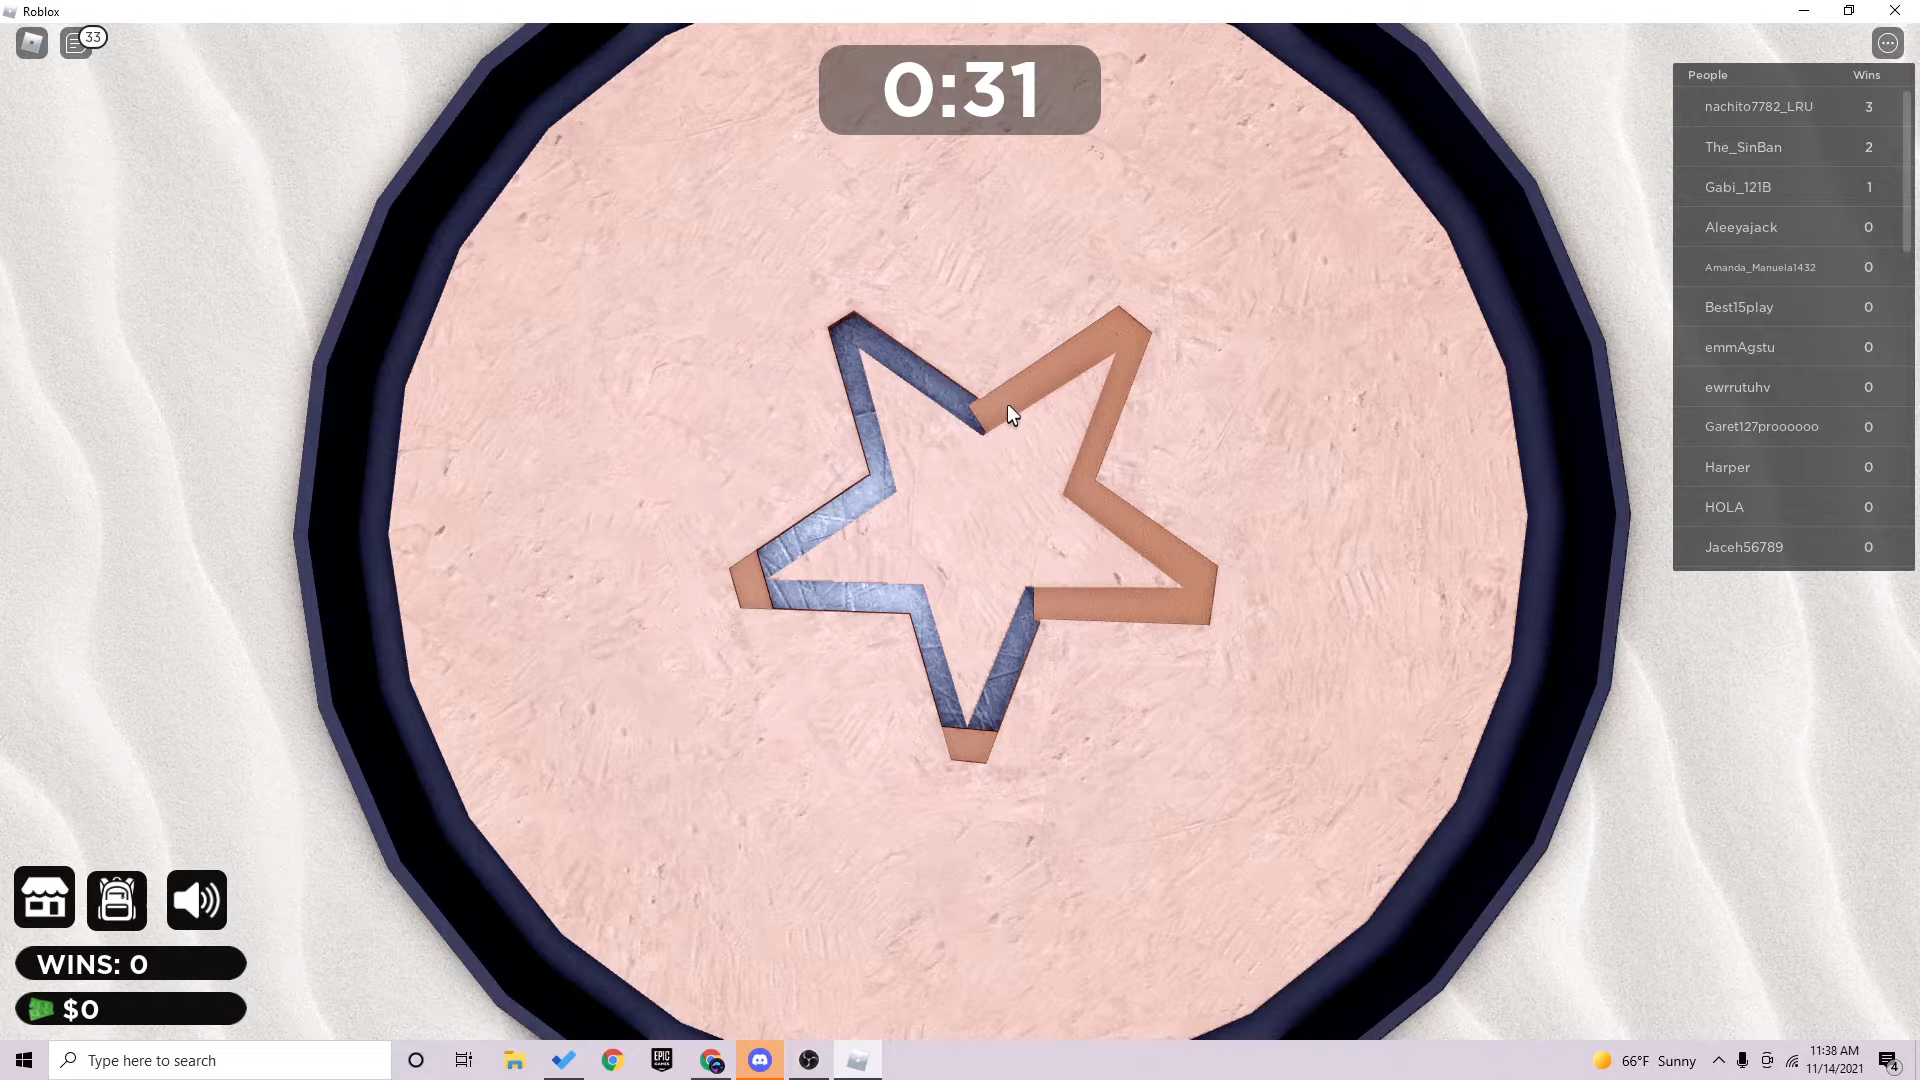 Roblox
33
0:31
People Wins
nachito7782_LRU 3
The_SinBan 2
Gabi_121B 1
Aleeyajack 0
Amanda_Manuela1432 0
Best15play 0
emmAgstu 0
ewrrutuhv 0
Garet127proooooo 0
Harper 0
HOLA 0
Jaceh56789 0
WINS: 0
$0
Type here to search
EPIC
GAMES
66°F Sunny
11:38 AM
11/14/2021
4